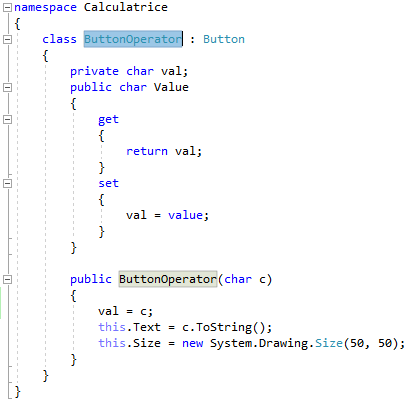 namespace Calculatrice
{
    class ButtonOperator : Button
    {
        private char val;
        public char Value
        {
            get
            {
                return val;
            }
            set
            {
                val = value;
            }
        }

        public ButtonOperator(char c)
        {
            val = c;
            this.Text = c.ToString();
            this.Size = new System.Drawing.Size(50, 50);
        }
    }
}